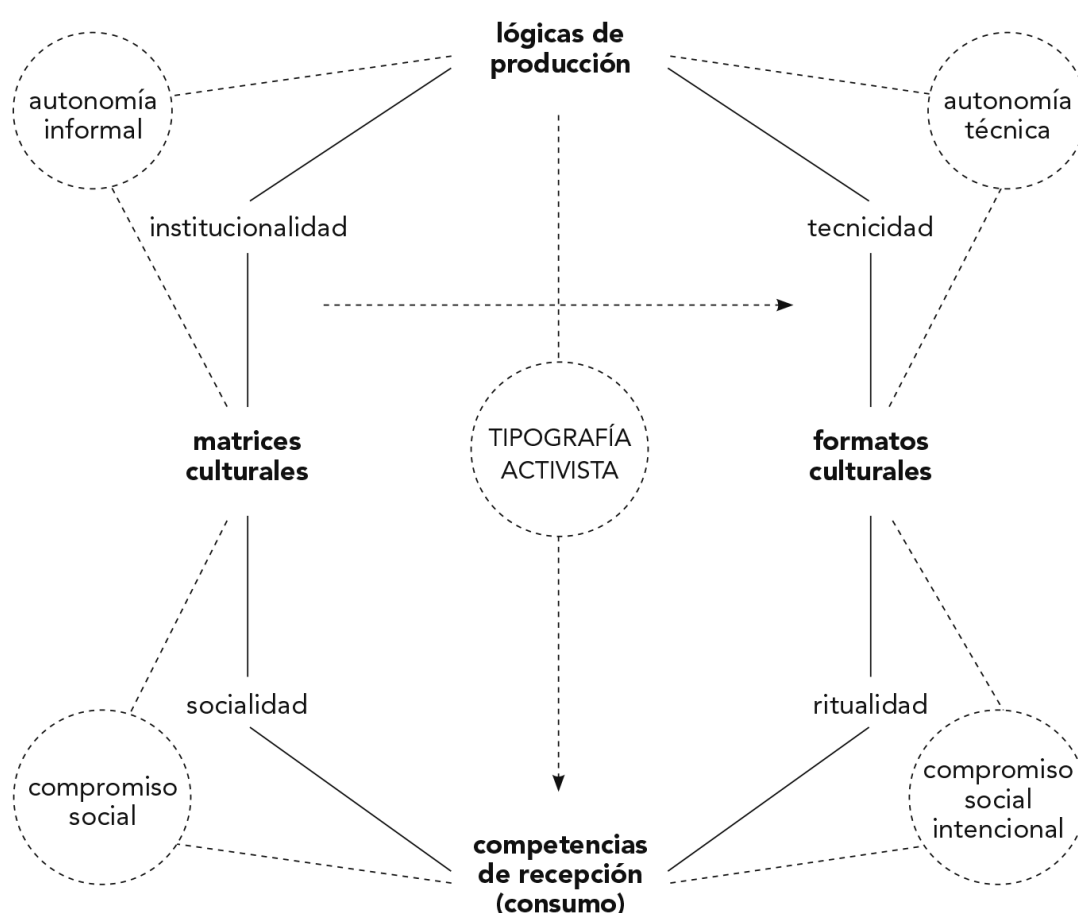 lógicas de
producción
autonomía
informal
autonomía
técnica
institucionalidad
tecnicidad
matrices
culturales
TIPOGRAFÍA
ACTIVISTA
formatos
culturales
socialidad
ritualidad
compromiso
social
compromiso
social
intencional
competencias
de recepción
(consumo)